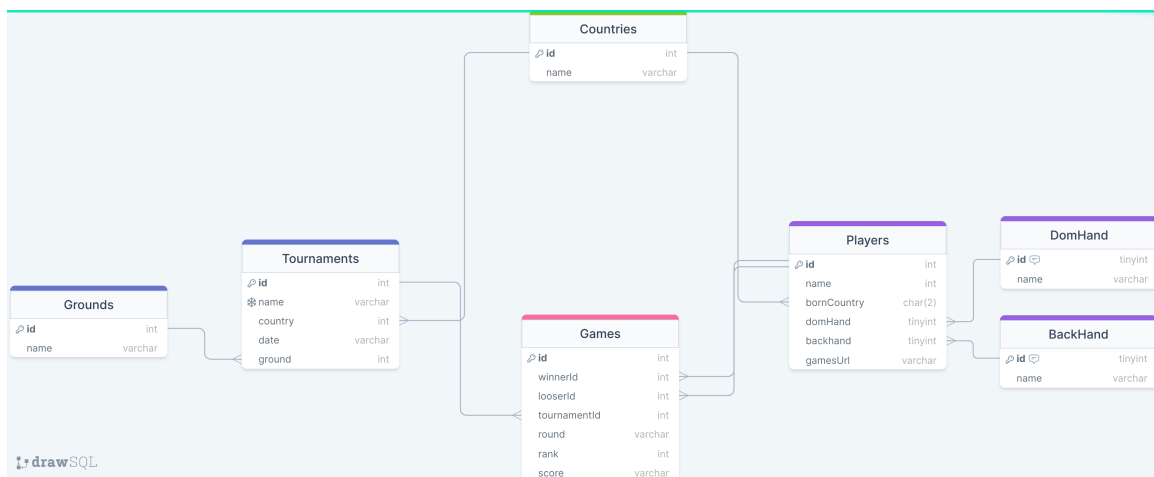 Countries
id int
name varchar
Grounds
id int
name varchar
Tournaments
id int
name varchar
country int
date varchar
ground int
Games
id int
winnerId int
looserId int
tournamentId int
round varchar
rank int
score varchar
Players
id int
name int
bornCountry char(2)
domHand tinyint
backhand tinyint
gamesUrl varchar
DomHand
id tinyint
name varchar
BackHand
id tinyint
name varchar
drawSQL